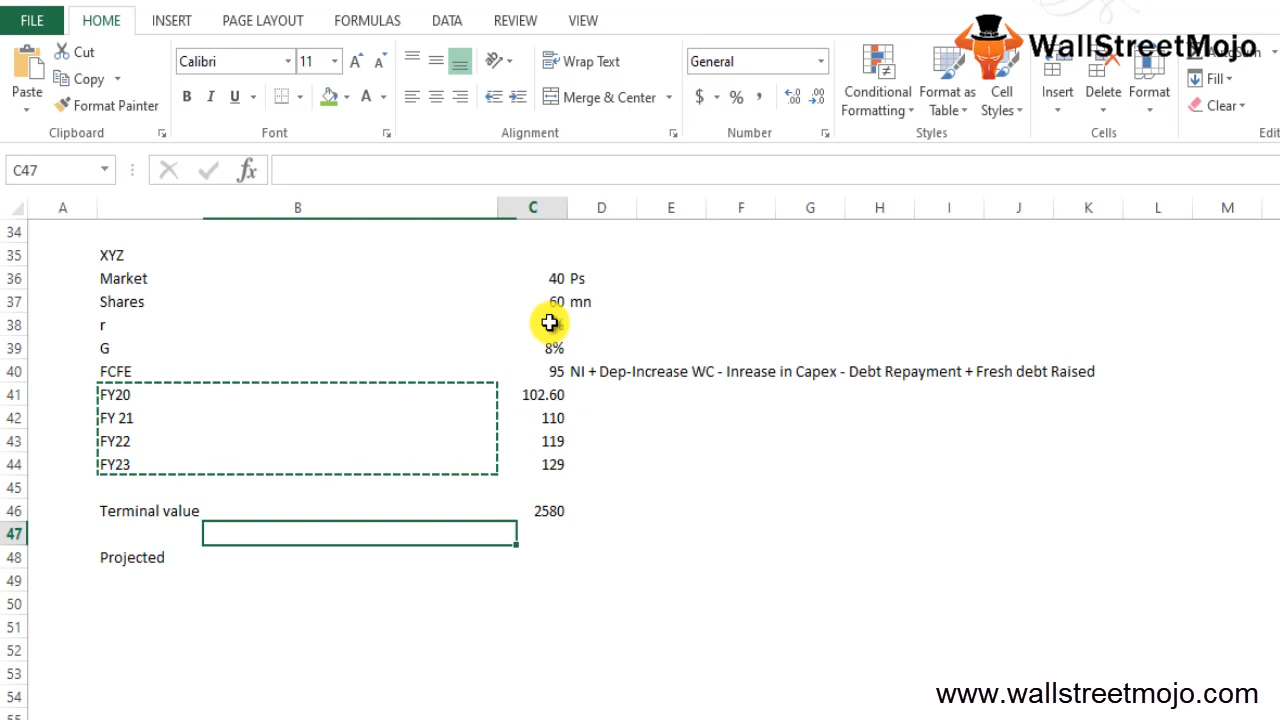 FILE HOME INSERT PAGE LAYOUT FORMULAS DATA REVIEW VIEW
WallStreetMojo
Cut
Copy
Format Painter
Paste
Clipboard
Calibri 11
B I U A
Font
Wrap Text
Merge & Center
Alignment
General
$ % ,
Number
Conditional Formatting
Format as Table
Cell Styles
Styles
Insert Delete Format
Cells
Fill
Clear
C47 fx
A B C D E F G H I J K L M
34
35 XYZ
36 Market 40 Ps
37 Shares 60 mn
38 r
39 G 8%
40 FCFE 95 NI + Dep-Increase WC - Inrease in Capex - Debt Repayment + Fresh debt Raised
41 FY20 102.60
42 FY 21 110
43 FY22 119
44 FY23 129
45
46 Terminal value 2580
47
48 Projected
49
50
51
52
53
54
www.wallstreetmojo.com